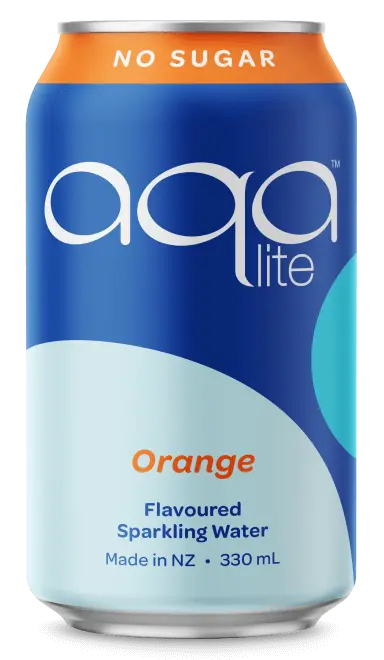 NO SUGAR
aqa™
lite
Orange
Flavoured
Sparkling Water
Made in NZ • 330 mL